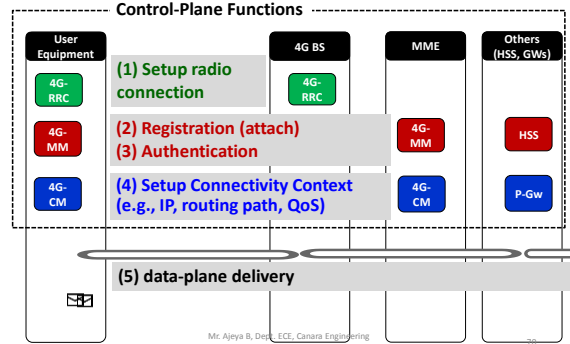 Control-Plane Functions
User
Equipment
4G BS
MME
Others
(HSS, GWs)
4G-
RRC
(1) Setup radio
connection
4G-
RRC
4G-
MM
(2) Registration (attach)
(3) Authentication
4G-
MM
HSS
4G-
CM
(4) Setup Connectivity Context
(e.g., IP, routing path, QoS)
4G-
CM
P-Gw
(5) data-plane delivery
Mr. Ajeya B, Dept. ECE, Canara Engineering